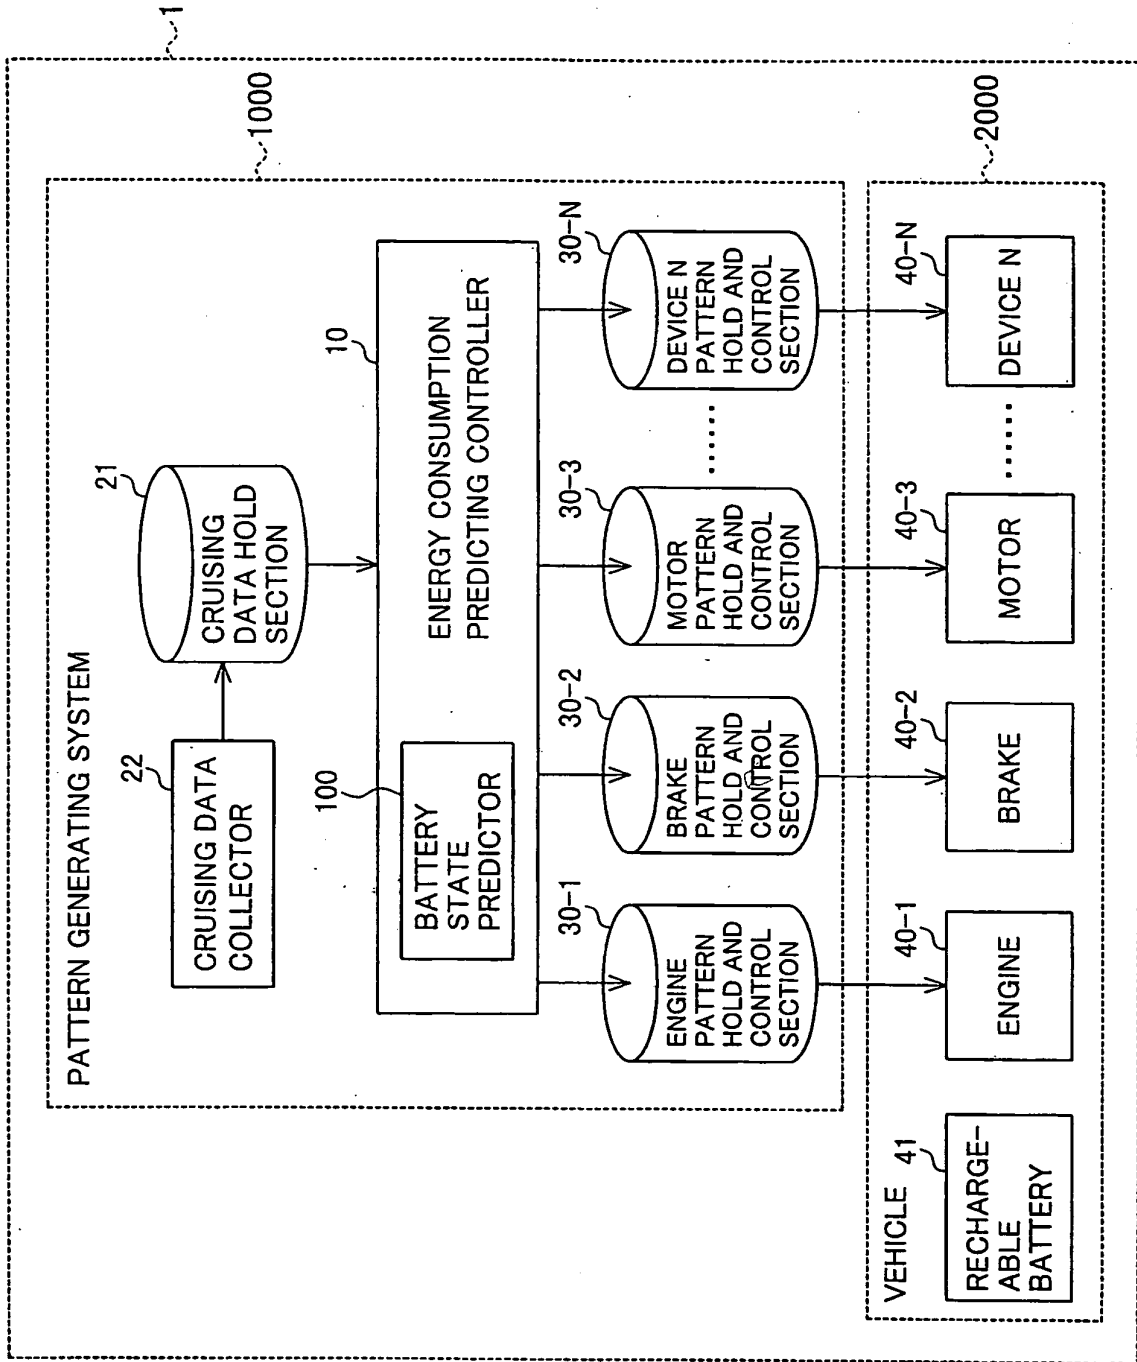 1
1000
PATTERN GENERATING SYSTEM
22
CRUISING DATA
COLLECTOR
21
CRUISING
DATA HOLD
SECTION
10
100
BATTERY
STATE
PREDICTOR
ENERGY CONSUMPTION
PREDICTING CONTROLLER
30-1
ENGINE
PATTERN
HOLD AND
CONTROL
SECTION
30-2
BRAKE
PATTERN
HOLD AND
CONTROL
SECTION
30-3
MOTOR
PATTERN
HOLD AND
CONTROL
SECTION
......
30-N
DEVICE N
PATTERN
HOLD AND
CONTROL
SECTION
2000
VEHICLE
41
RECHARGE-
ABLE
BATTERY
40-1
ENGINE
40-2
BRAKE
40-3
MOTOR
......
40-N
DEVICE N